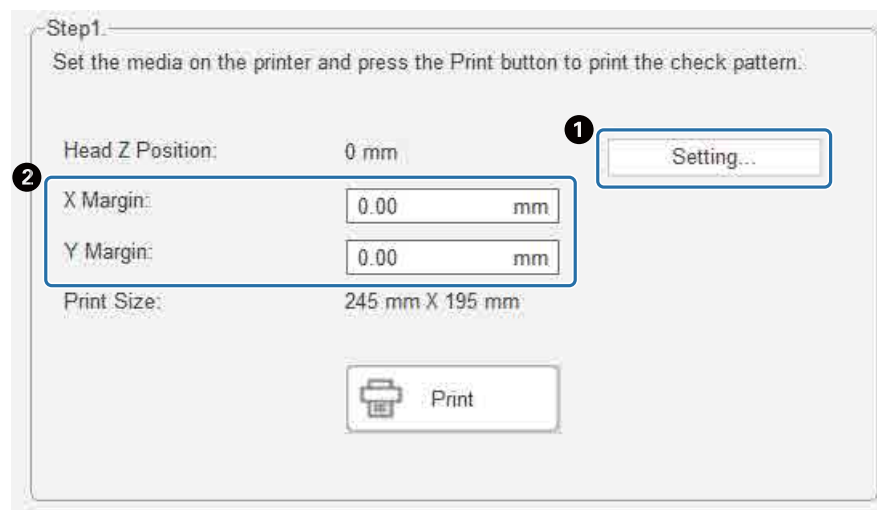 Step1.
Set the media on the printer and press the Print button to print the check pattern.
1
Head Z Position: 0 mm Setting...
2
X Margin: 0.00 mm
Y Margin: 0.00 mm
Print Size: 245 mm X 195 mm
Print